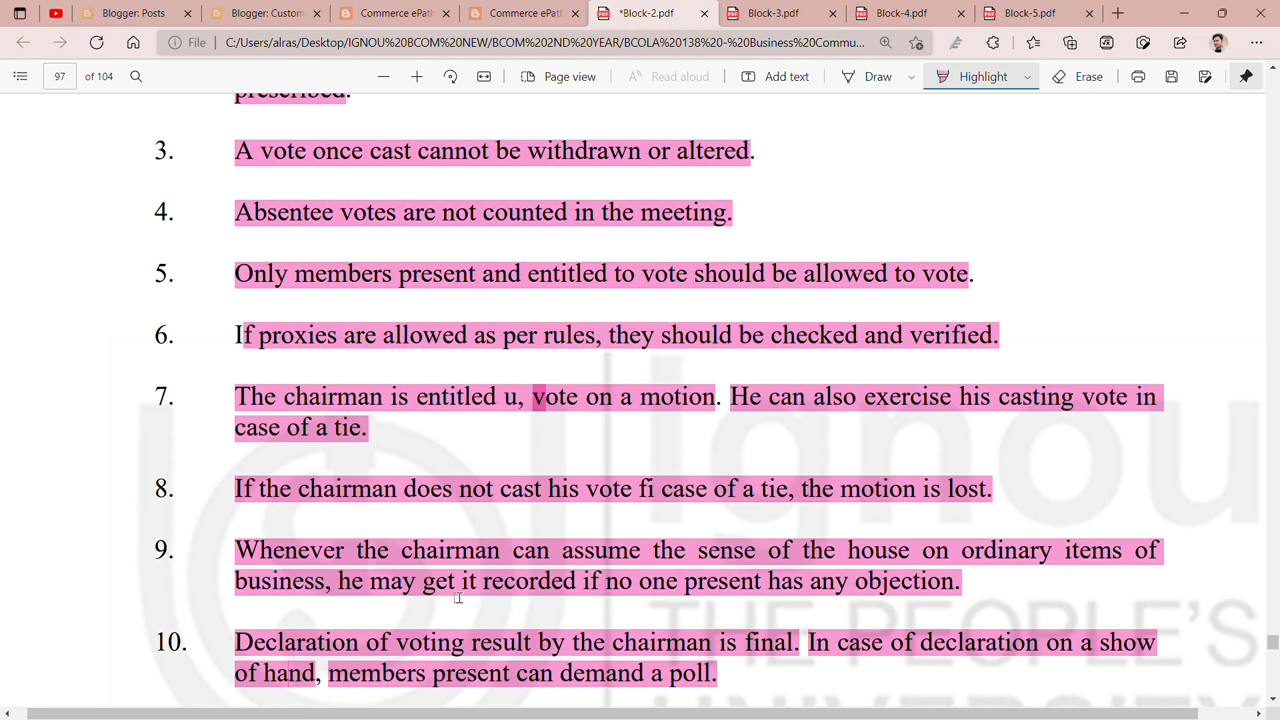 Blogger: Posts
Blogger: Custom
Commerce ePat
Commerce ePat
*Block-2.pdf
Block-3.pdf
Block-4.pdf
Block-5.pdf
File
C:/Users/alras/Desktop/IGNOU%20BCOM%20NEW/BCOM%202ND%20YEAR/BCOLA%20138%20-%20Business%20Commu...
97 of 104
Page view
Read aloud
Add text
Draw
Highlight
Erase
prescribed.
3. A vote once cast cannot be withdrawn or altered.
4. Absentee votes are not counted in the meeting.
5. Only members present and entitled to vote should be allowed to vote.
6. If proxies are allowed as per rules, they should be checked and verified.
7. The chairman is entitled u, vote on a motion. He can also exercise his casting vote in
case of a tie.
8. If the chairman does not cast his vote fi case of a tie, the motion is lost.
9. Whenever the chairman can assume the sense of the house on ordinary items of
business, he may get it recorded if no one present has any objection.
10. Declaration of voting result by the chairman is final. In case of declaration on a show
of hand, members present can demand a poll.
ignou
THE PEOPLE'S
UNIVERSITY